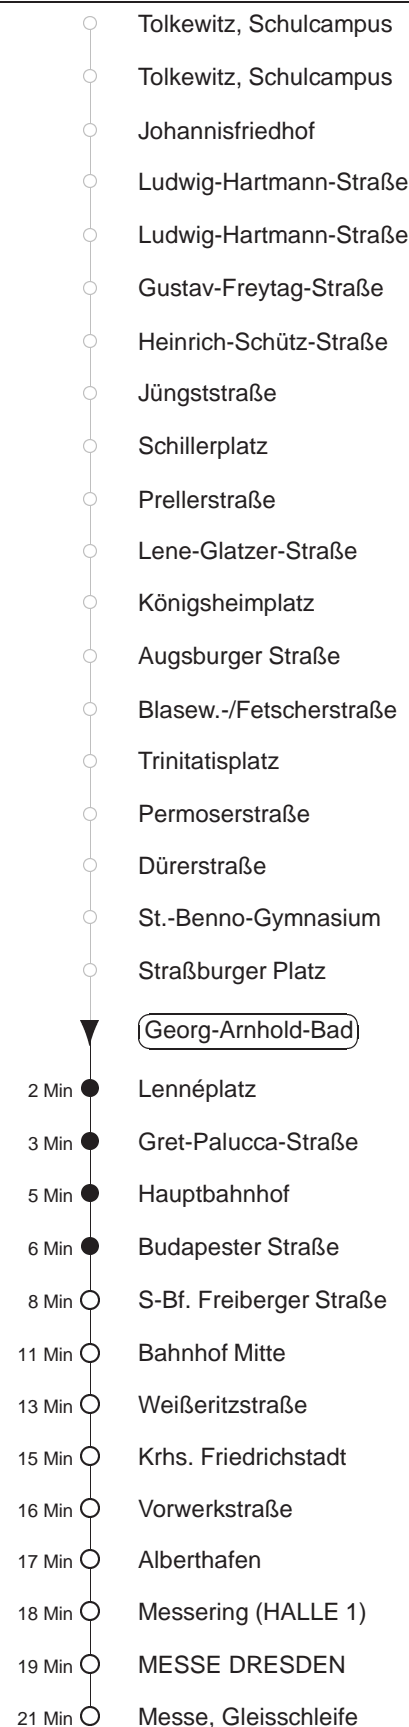 Tolkewitz, Schulcampus
Tolkewitz, Schulcampus
Johannisfriedhof
Ludwig-Hartmann-Straße
Ludwig-Hartmann-Straße
Gustav-Freytag-Straße
Heinrich-Schütz-Straße
Jüngststraße
Schillerplatz
Prellerstraße
Lene-Glatzer-Straße
Königsheimplatz
Augsburger Straße
Blasew.-/Fetscherstraße
Trinitatisplatz
Permoserstraße
Dürerstraße
St.-Benno-Gymnasium
Straßburger Platz
Georg-Arnhold-Bad
2 Min Lennéplatz
3 Min Gret-Palucca-Straße
5 Min Hauptbahnhof
6 Min Budapester Straße
8 Min S-Bf. Freiberger Straße
11 Min Bahnhof Mitte
13 Min Weißeritzstraße
15 Min Krhs. Friedrichstadt
16 Min Vorwerkstraße
17 Min Alberthafen
18 Min Messering (HALLE 1)
19 Min MESSE DRESDEN
21 Min Messe, Gleisschleife